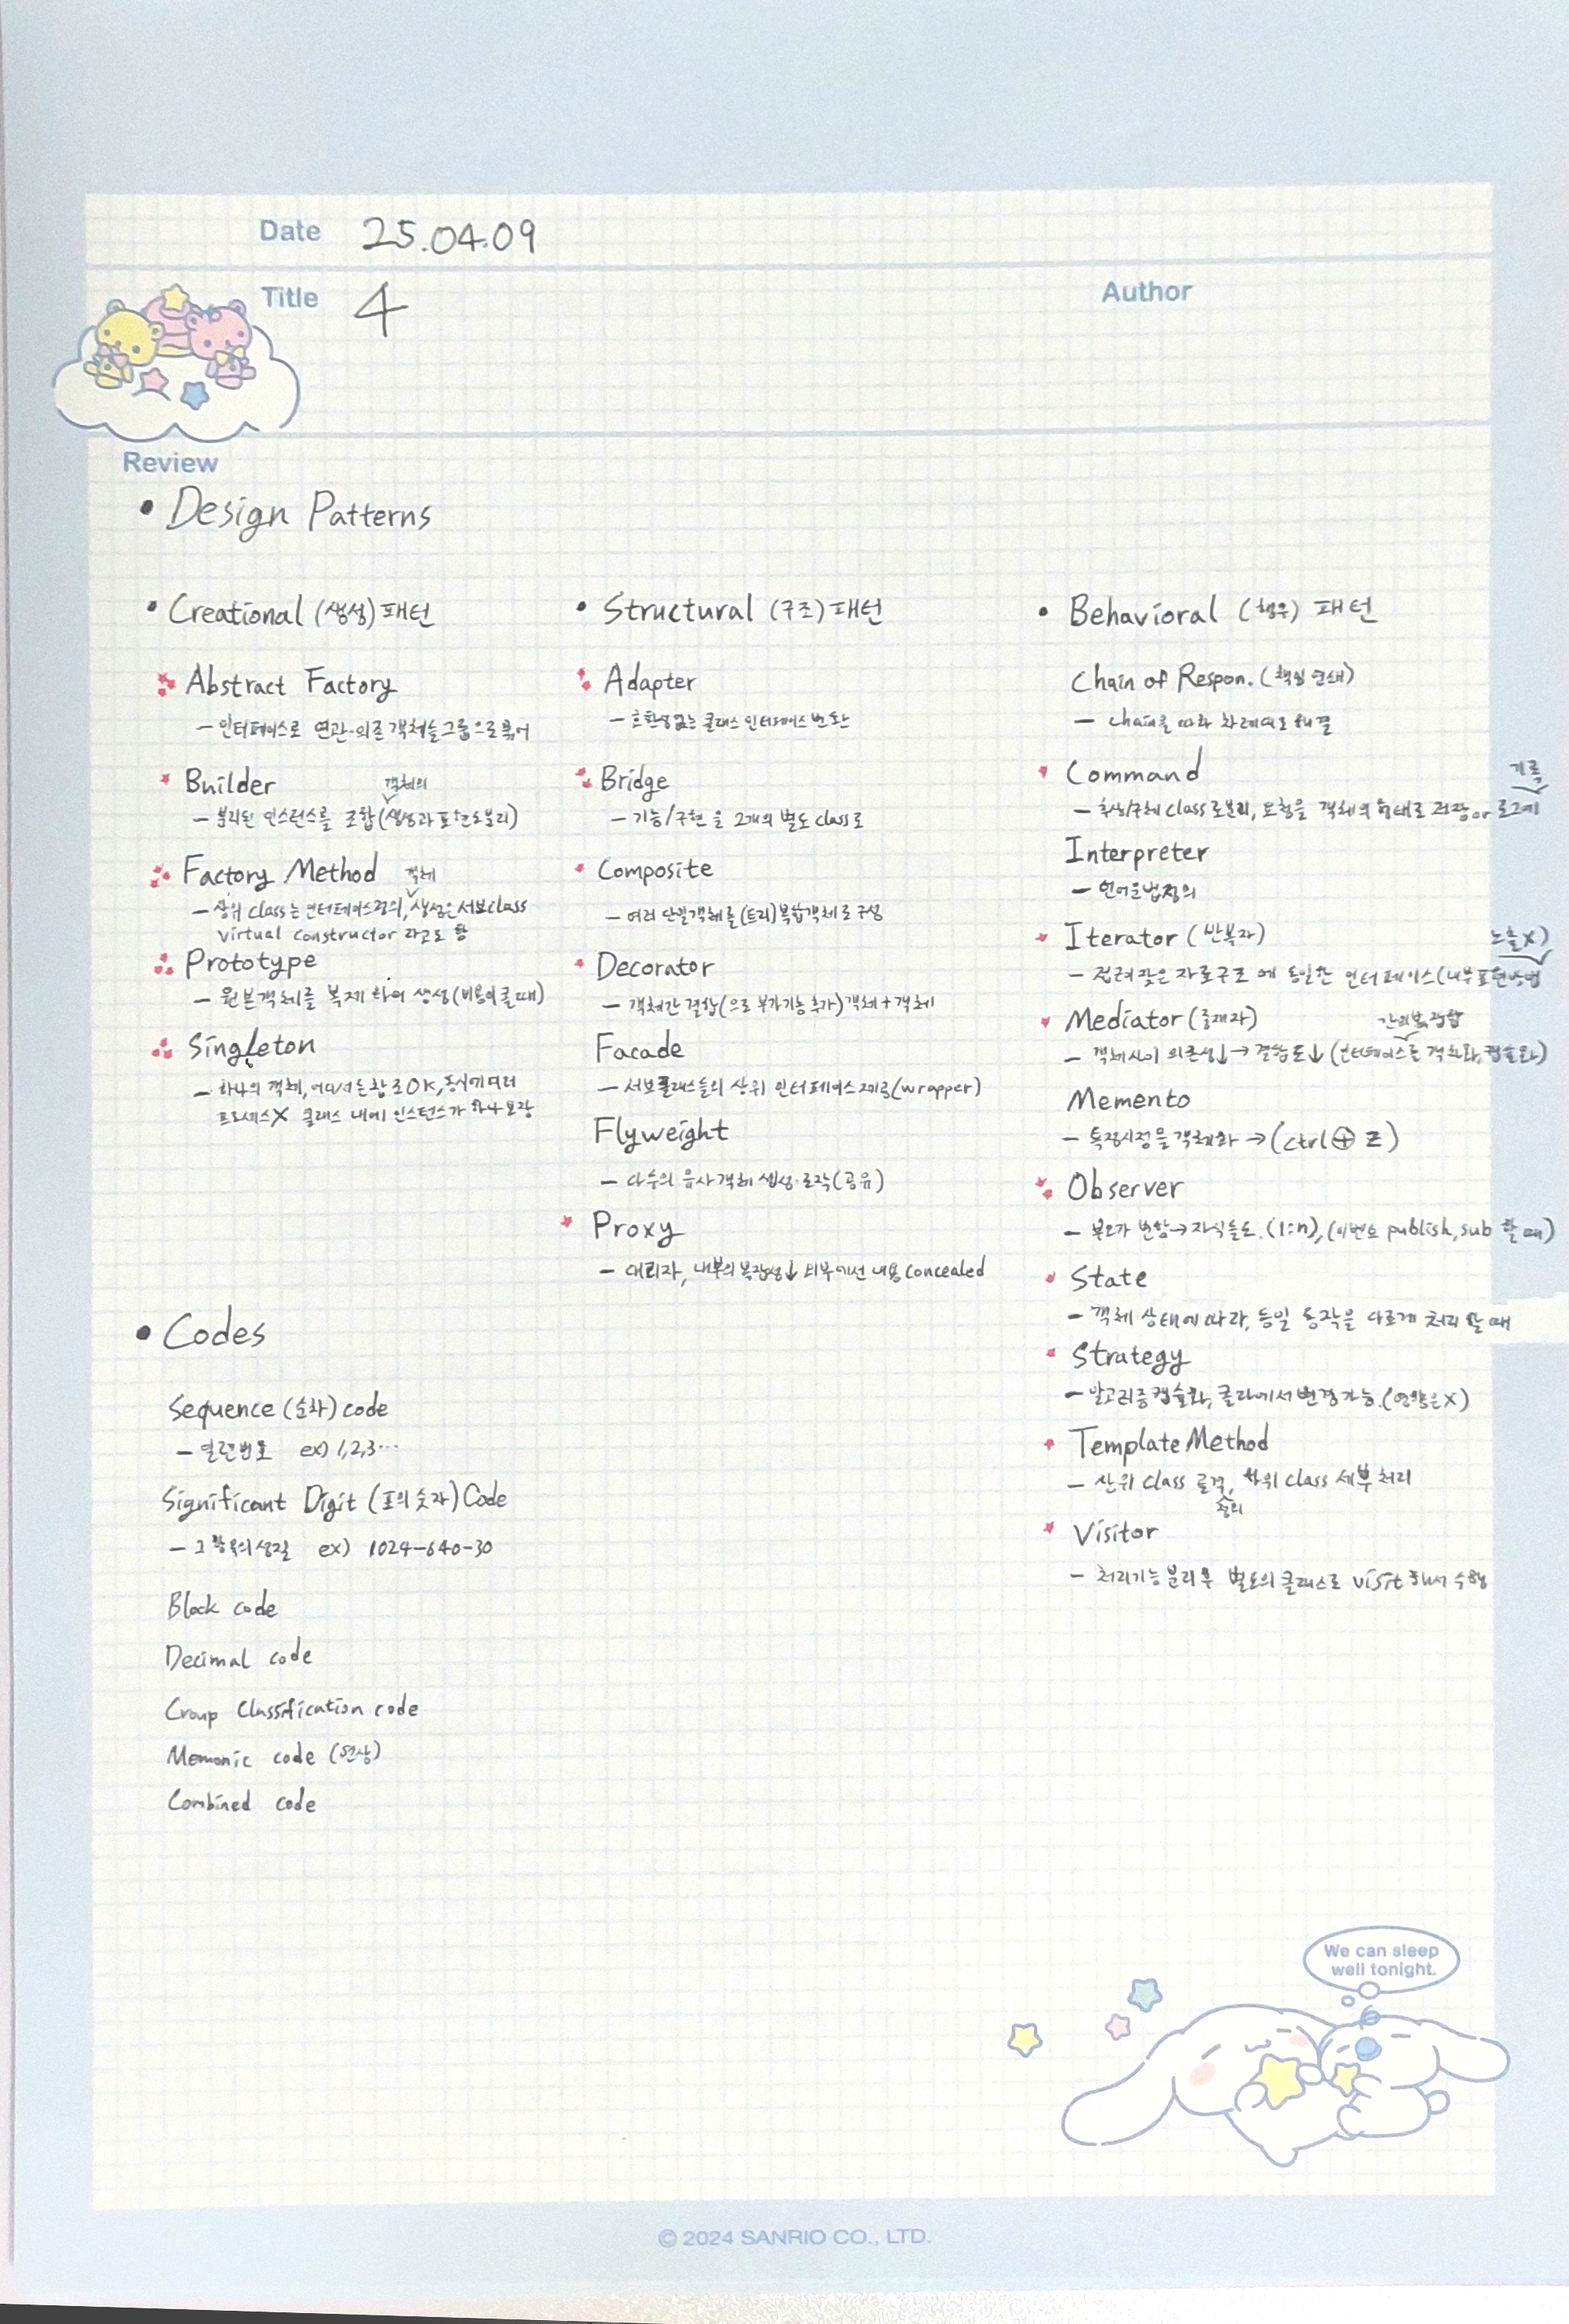 Date 25.04.09
Title 4
Author
Review
• Design Patterns
• Creational (생성) 패턴
Abstract Factory
– 인터페이스로 연관·의존 객체들 그룹으로 묶어
Builder
객체의
– 분리된 인스턴스를 조합 (생성과 표현도 분리)
Factory Method
객체
– 상위 class는 인터페이스 정의, 생성은 서브class
Virtual Constructor 라고도 함
Prototype
– 원본 객체를 복제하여 생성 (비용이 클 때)
Singleton
– 하나의 객체, 어디서든 참조 OK, 동시에 여러
프로세스X 클래스 내에 인스턴스가 하나 보장
• Structural (구조) 패턴
Adapter
– 호환성 없는 클래스 인터페이스 변환
Bridge
– 기능/구현을 2개의 별도 class로
Composite
– 여러 단일객체를 (트리) 복합객체로 구성
Decorator
– 객체간 결합 (으로 부가기능 추가) 객체+객체
Facade
– 서브클래스들의 상위 인터페이스 제공 (wrapper)
Flyweight
– 다수의 유사객체 생성·조작 (공유)
Proxy
– 대리자, 내부의 복잡성↓ 외부에선 내용 concealed
• Behavioral (행위) 패턴
Chain of Respon. (책임 연쇄)
– chain을 따라 차례대로 해결
Command
기록
– 추상/구체 class로 분리, 요청을 객체의 형태로 저장 or 로그에
Interpreter
– 언어문법정의
Iterator (반복자)
노출X)
– 접근 잦은 자료구조에 동일한 인터페이스 (내부표현방법
Mediator (중재자)
간의 복잡함
– 객체사이 의존성↓→ 결합도↓ (인터페이스를 객체화, 캡슐화)
Memento
– 특정시점을 객체화 → (ctrl ⊕ Z)
Observer
– 부모가 변함→자식들도. (1:n), (이벤트 publish, sub 할 때)
State
– 객체 상태에 따라, 동일 동작을 다르게 처리할 때
Strategy
– 알고리즘 캡슐화, 클라에서 변경가능. (영향은X)
Template Method
– 상위 class 골격, 하위 class 세부 처리
정의
Visitor
– 처리기능 분리 후 별도의 클래스로 visit 해서 수행
• Codes
Sequence (순차) code
– 일련번호 ex) 1,2,3···
Significant Digit (표의 숫자) Code
– 그 항목의 성질 ex) 1024-640-30
Block code
Decimal code
Group Classification code
Memonic code (연상)
Combined code
We can sleep
well tonight.
© 2024 SANRIO CO., LTD.